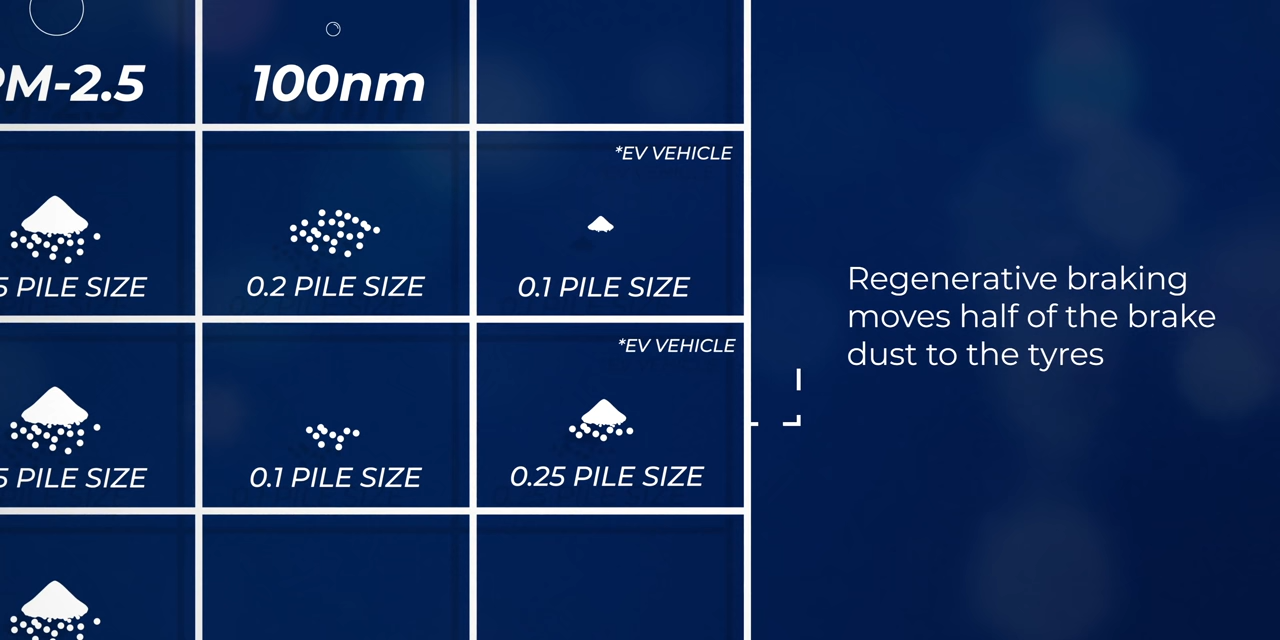 PM-2.5
100nm
*EV VEHICLE
5 PILE SIZE
0.2 PILE SIZE
0.1 PILE SIZE
*EV VEHICLE
5 PILE SIZE
0.1 PILE SIZE
0.25 PILE SIZE
Regenerative braking
moves half of the brake
dust to the tyres